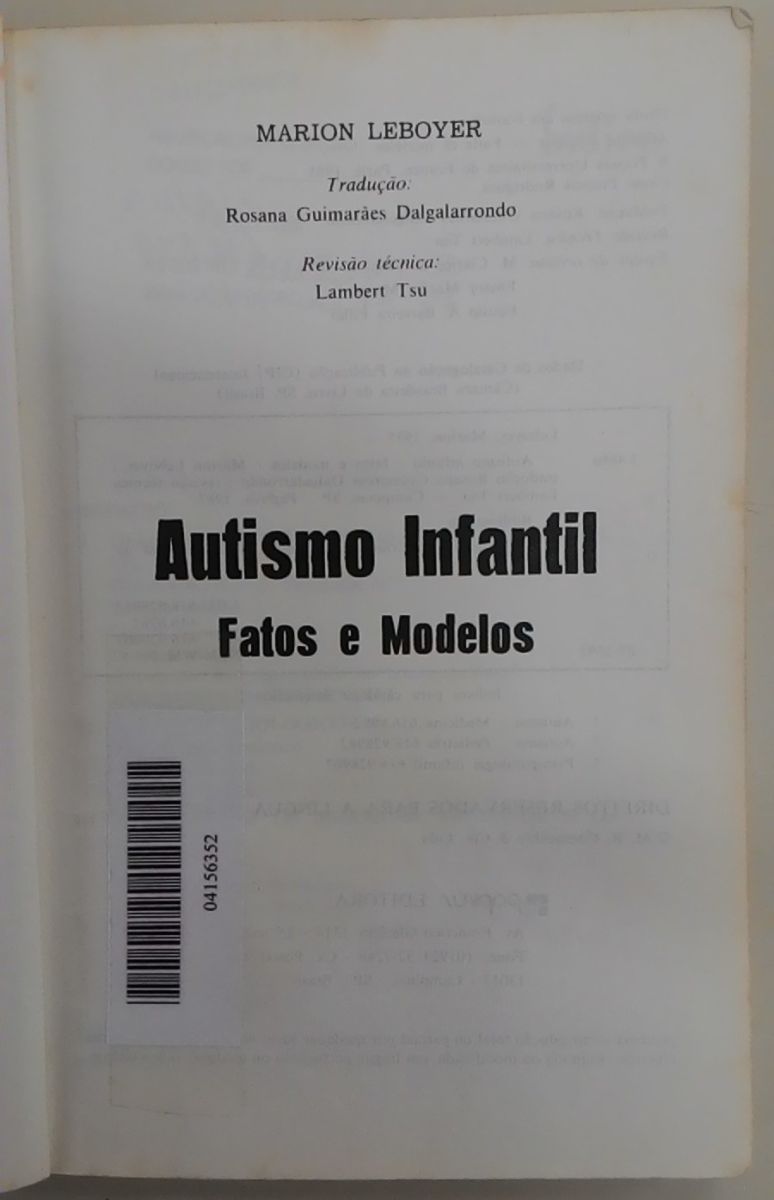 MARION LEBOYER
Tradução:
Rosana Guimarães Dalgalarrondo
Revisão técnica:
Lambert Tsu
Autismo Infantil
Fatos e Modelos
04156352